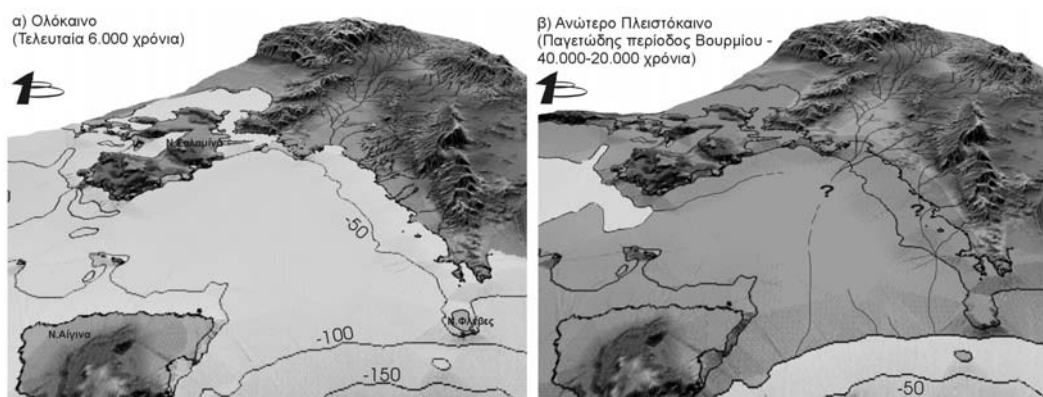 α) Ολόκαινο
(Τελευταία 6.000 χρόνια)
Ν.Σαλαμίνα
-50
Ν.Αίγινα
Ν.Φλέβες
-100
-150
β) Ανώτερο Πλειστόκαινο
(Παγετώδης περίοδος Βουρμίου -
40.000-20.000 χρόνια)
?
?
-50